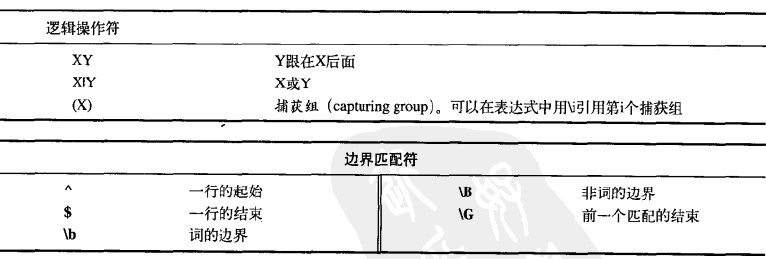 逻辑操作符
XY Y跟在X后面
X|Y X或Y
(X) 捕获组（capturing group）。可以在表达式中用\i引用第i个捕获组
边界匹配符
^ 一行的起始 \B 非词的边界
$ 一行的结束 \G 前一个匹配的结束
\b 词的边界